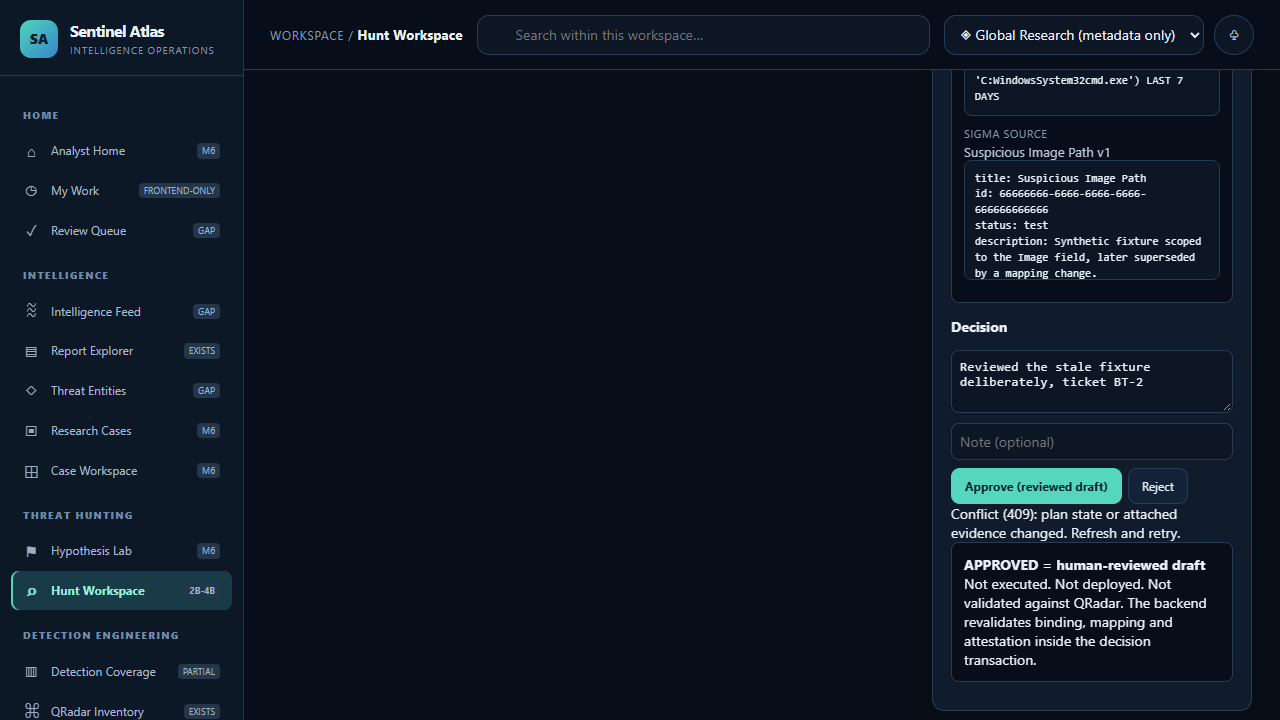 SA
Sentinel Atlas
INTELLIGENCE OPERATIONS
WORKSPACE / Hunt Workspace
Search within this workspace...
◈ Global Research (metadata only)
HOME
Analyst Home M6
My Work FRONTEND-ONLY
Review Queue GAP
INTELLIGENCE
Intelligence Feed GAP
Report Explorer EXISTS
Threat Entities GAP
Research Cases M6
Case Workspace M6
THREAT HUNTING
Hypothesis Lab M6
Hunt Workspace 2B-4B
DETECTION ENGINEERING
Detection Coverage PARTIAL
QRadar Inventory EXISTS
'C:WindowsSystem32cmd.exe') LAST 7
DAYS
SIGMA SOURCE
Suspicious Image Path v1
title: Suspicious Image Path
id: 66666666-6666-6666-6666-
666666666666
status: test
description: Synthetic fixture scoped
to the Image field, later superseded
by a mapping change.
Decision
Reviewed the stale fixture
deliberately, ticket BT-2
Note (optional)
Approve (reviewed draft) Reject
Conflict (409): plan state or attached
evidence changed. Refresh and retry.
APPROVED = human-reviewed draft
Not executed. Not deployed. Not
validated against QRadar. The backend
revalidates binding, mapping and
attestation inside the decision
transaction.